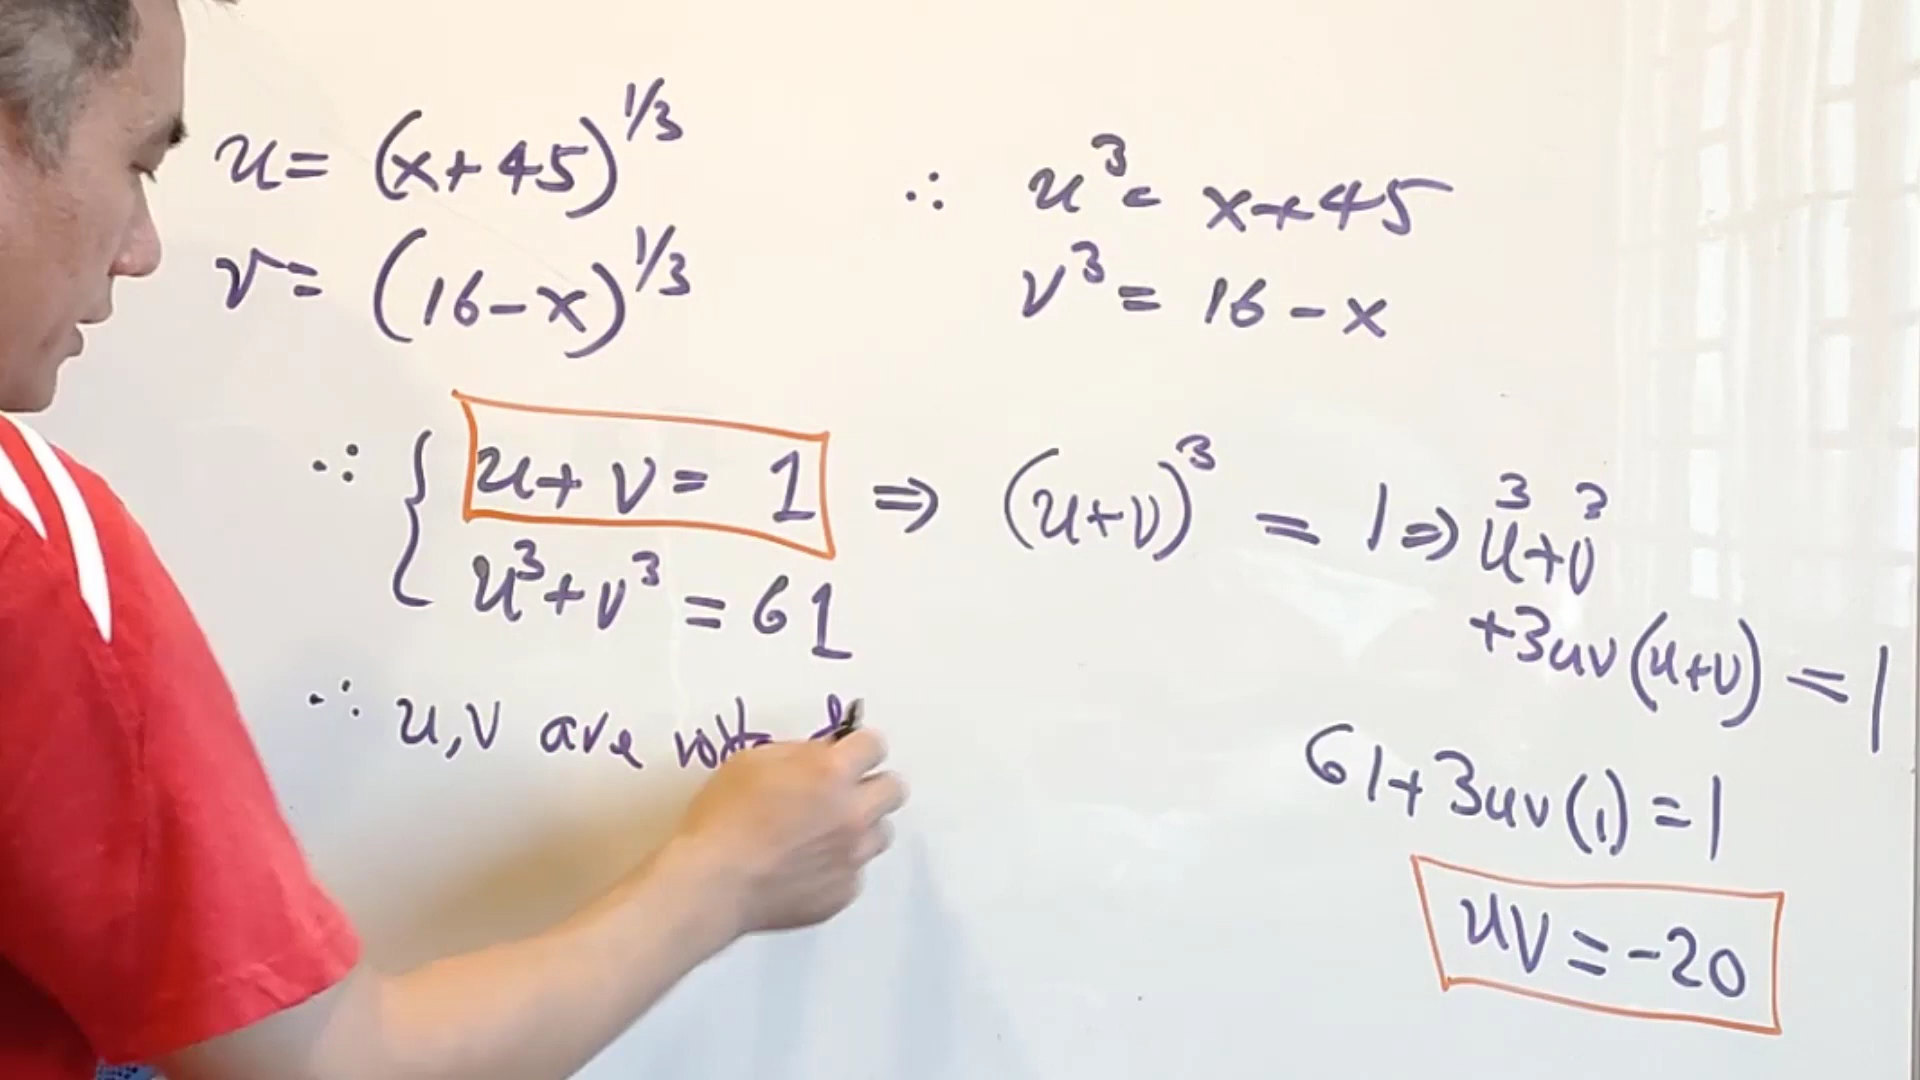 u = (x+45)^1/3
v = (16-x)^1/3
∴ u³ = x+45
v³ = 16-x
∴ { u+v = 1 ⇒ (u+v)³ = 1 ⇒ u³+v³
+3uv(u+v) = 1
u³+v³ = 61
61+3uv(1) = 1
uv = -20
∴ u,v are roots